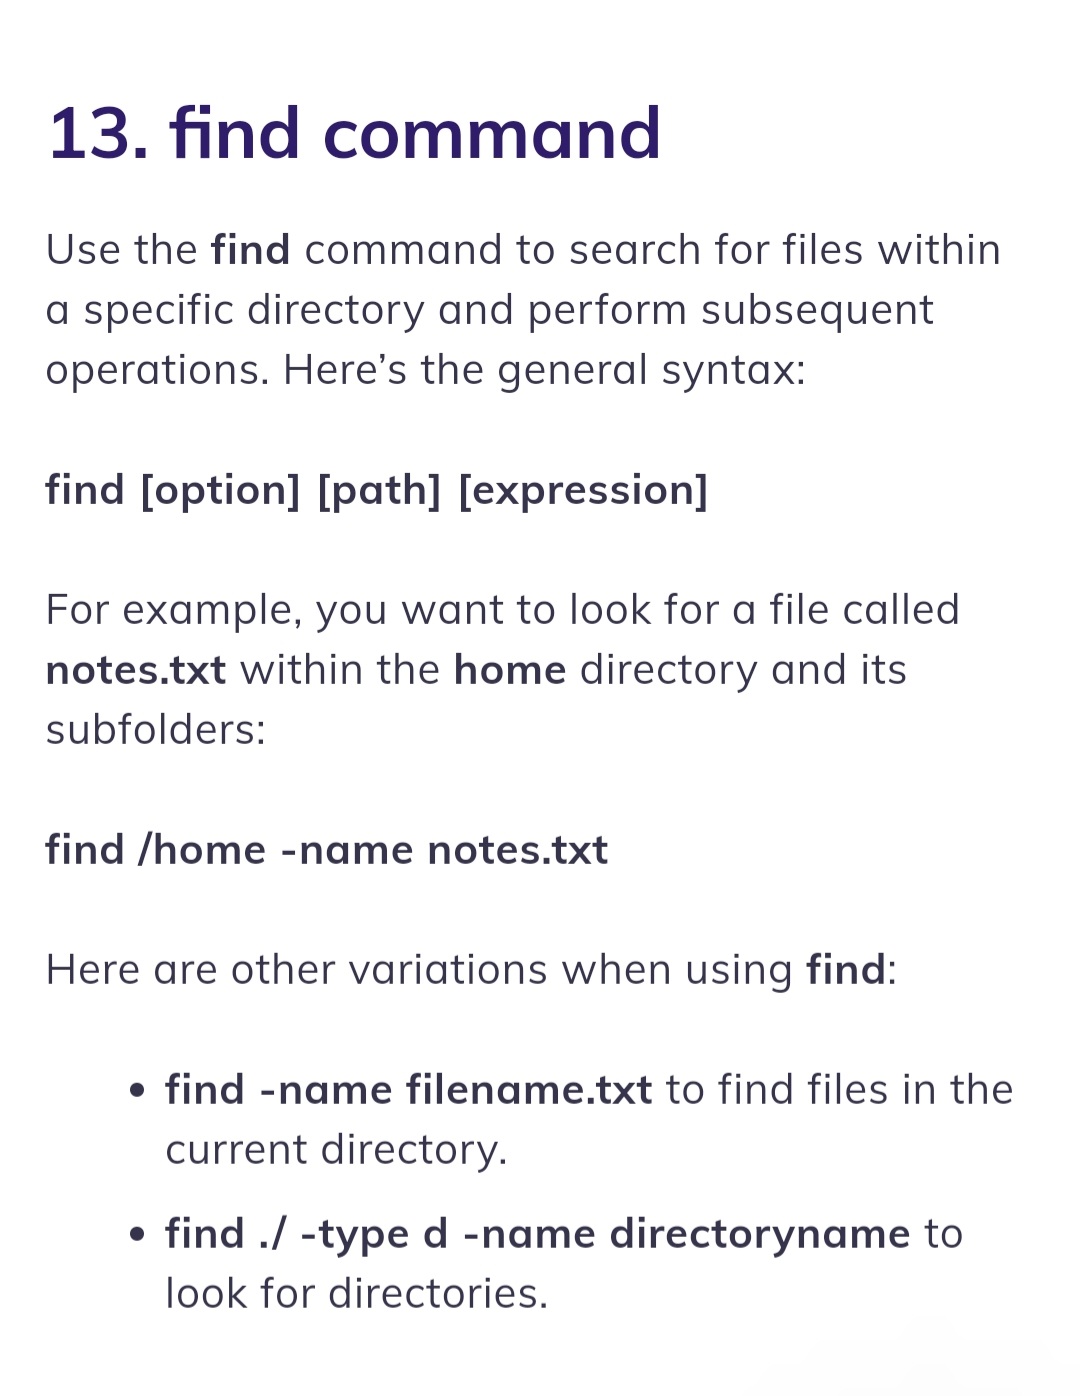 13. find command
Use the find command to search for files within
a specific directory and perform subsequent
operations. Here’s the general syntax:
find [option] [path] [expression]
For example, you want to look for a file called
notes.txt within the home directory and its
subfolders:
find /home -name notes.txt
Here are other variations when using find:
• find -name filename.txt to find files in the
current directory.
• find ./ -type d -name directoryname to
look for directories.